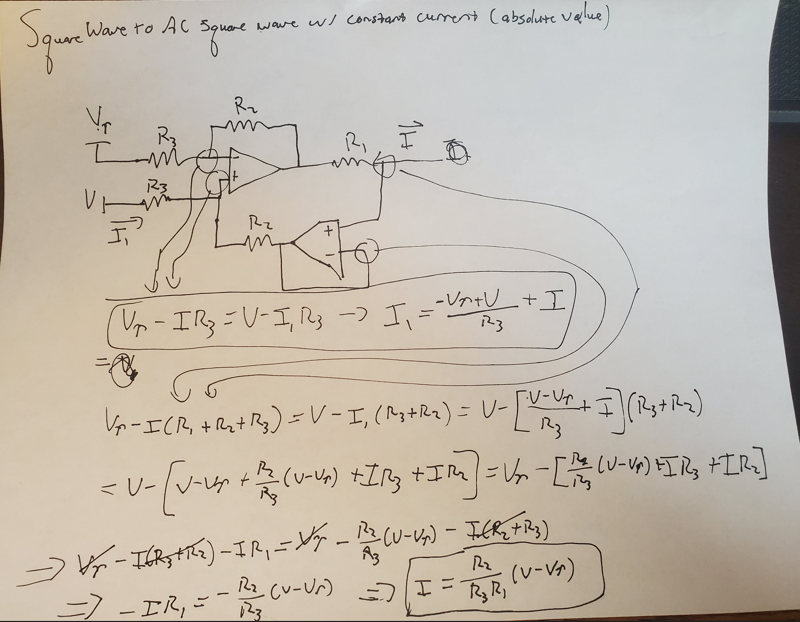 Square Wave to AC square wave w/ constant current (absolute value)
Vr
R2
R3
R1
I
V
R3
I1
-
+
R2
+
-
Vr - IR3 = V - I1R3 → I1 = (-Vr+V)/R3 + I
=
Vr - I(R1 + R2 + R3) = V - I1(R3+R2) = V - [(V-Vr)/R3 + I](R3+R2)
= V - [V-Vr + R2/R3 (V-Vr) + IR3 + IR2] = Vr - [R2/R3 (V-Vr) + IR3 + IR2]
⇒ Vr - I(R3+R2) - IR1 = Vr - R2/R3 (V-Vr) - I(R2+R3)
⇒ -IR1 = -R2/R3 (V-Vr) ⇒ I = R2/(R3R1) (V-Vr)